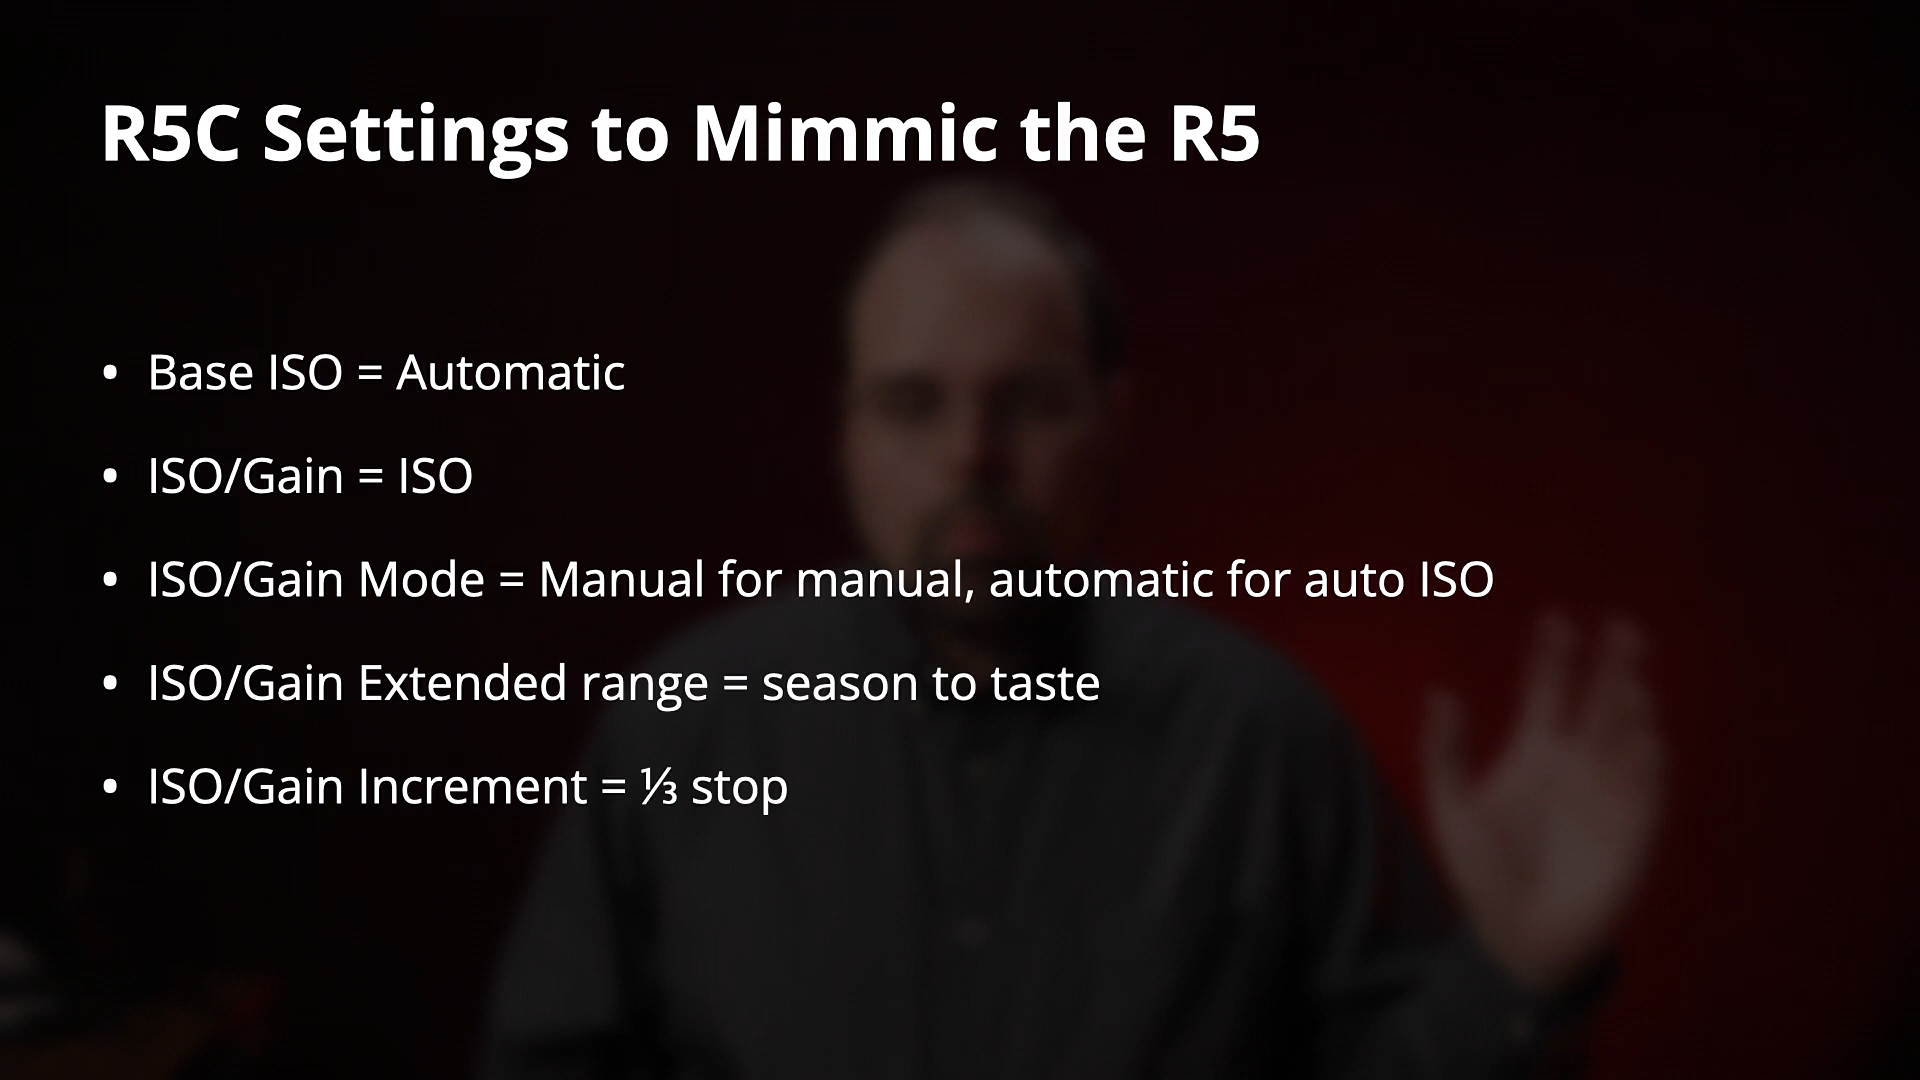 R5C Settings to Mimmic the R5
• Base ISO = Automatic
• ISO/Gain = ISO
• ISO/Gain Mode = Manual for manual, automatic for auto ISO
• ISO/Gain Extended range = season to taste
• ISO/Gain Increment = ⅓ stop